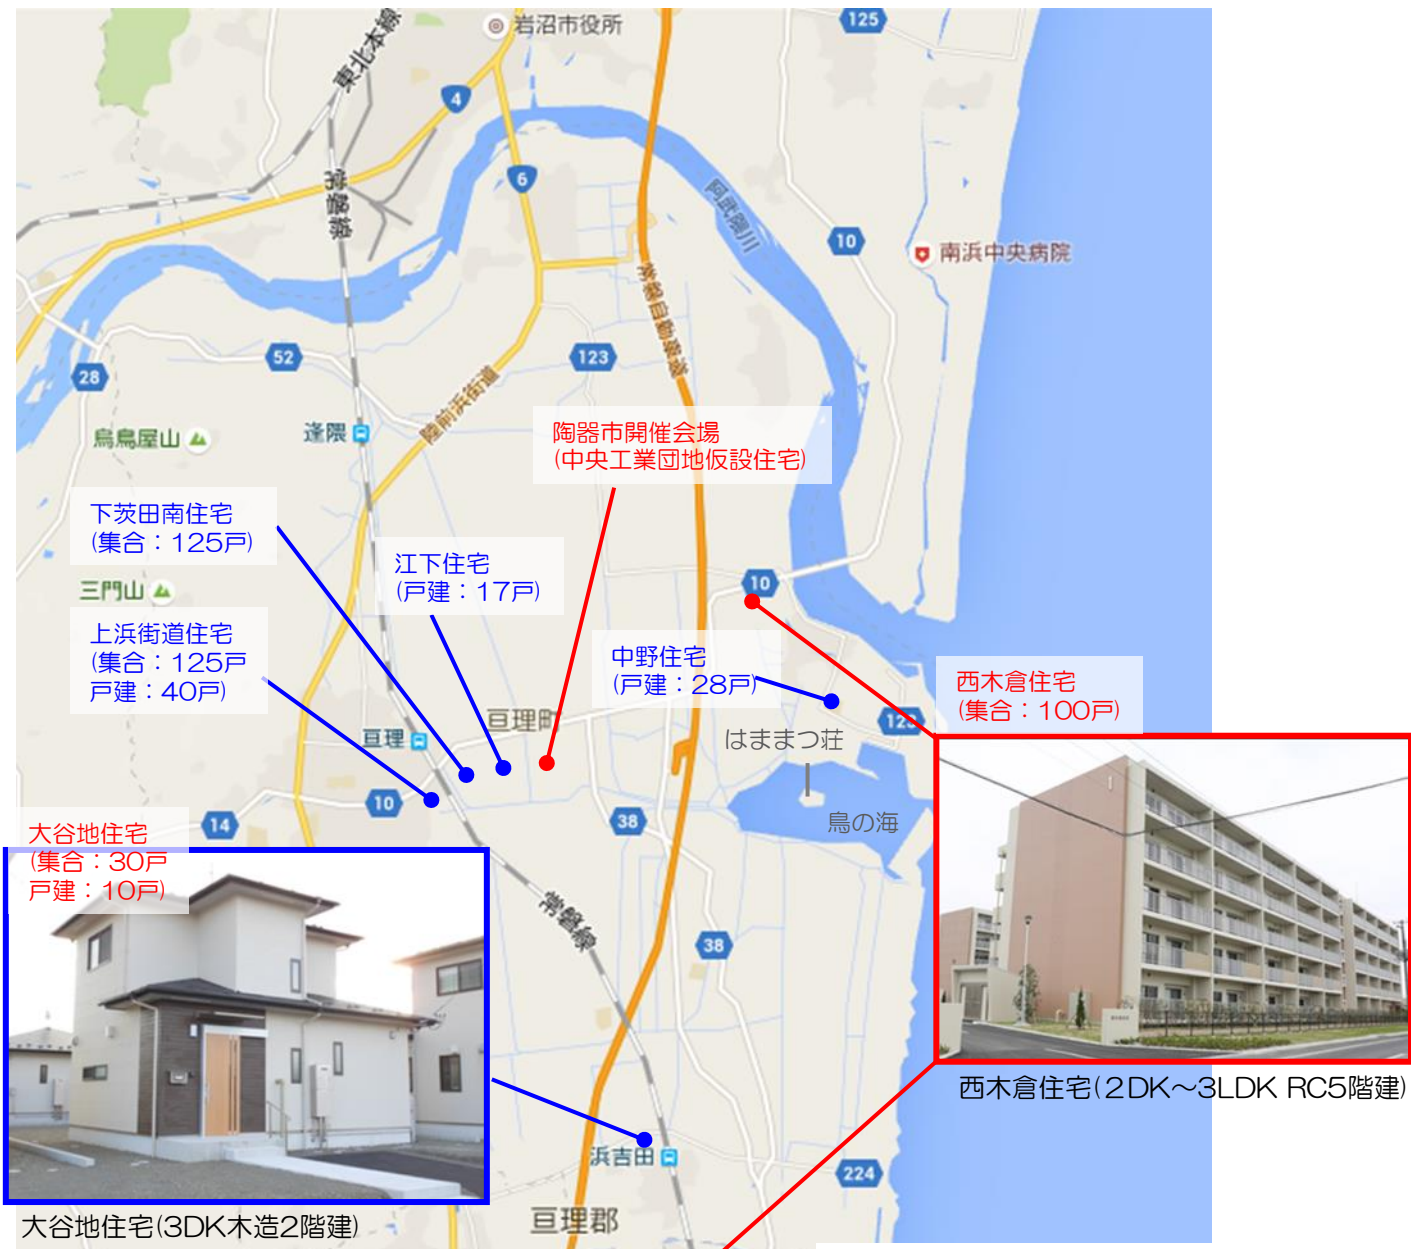 岩沼市役所
125
東北本線
4
常磐線
6
阿武隈川
10
南浜中央病院
常磐自動車道
52
123
28
陸前浜街道
烏鳥屋山
逢隈
陶器市開催会場
(中央工業団地仮設住宅)
下茨田南住宅
(集合：125戸)
江下住宅
(戸建：17戸)
三門山
10
上浜街道住宅
(集合：125戸
戸建：40戸)
中野住宅
(戸建：28戸)
西木倉住宅
(集合：100戸)
亘理町
亘理
はままつ荘
10
14
38
鳥の海
大谷地住宅
(集合：30戸
戸建：10戸)
常磐線
38
西木倉住宅(２DK～3LDK RC5階建)
浜吉田
224
亘理郡
大谷地住宅(3DK木造2階建)